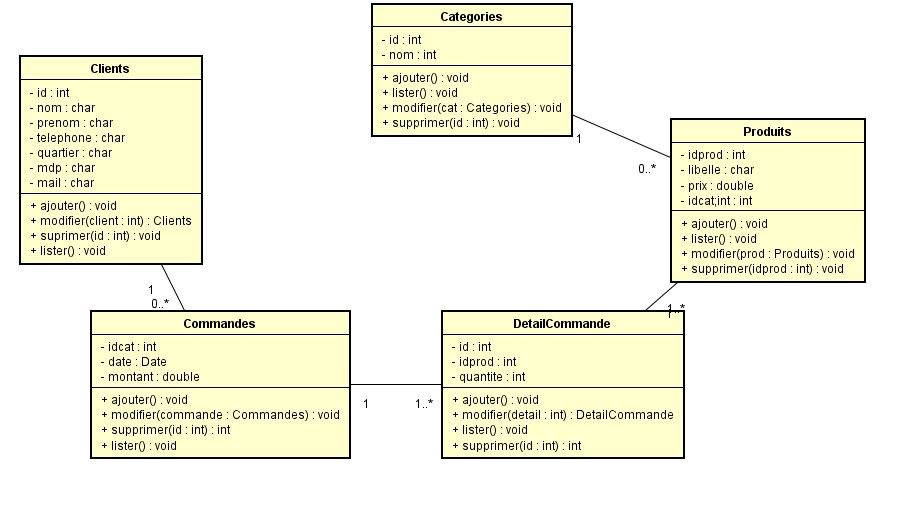 Categories
- id : int
- nom : int
+ ajouter() : void
+ lister() : void
+ modifier(cat : Categories) : void
+ supprimer(id : int) : void
Clients
- id : int
- nom : char
- prenom : char
- telephone : char
- quartier : char
- mdp : char
- mail : char
+ ajouter() : void
+ modifier(client : int) : Clients
+ suprimer(id : int) : void
+ lister() : void
1
0..*
Produits
- idprod : int
- libelle : char
- prix : double
- idcat;int : int
+ ajouter() : void
+ lister() : void
+ modifier(prod : Produits) : void
+ supprimer(idprod : int) : void
1
0..*
1..*
Commandes
- idcat : int
- date : Date
- montant : double
+ ajouter() : void
+ modifier(commande : Commandes) : void
+ supprimer(id : int) : int
+ lister() : void
1
1..*
DetailCommande
- id : int
- idprod : int
- quantite : int
+ ajouter() : void
+ modifier(detail : int) : DetailCommande
+ lister() : void
+ supprimer(id : int) : int